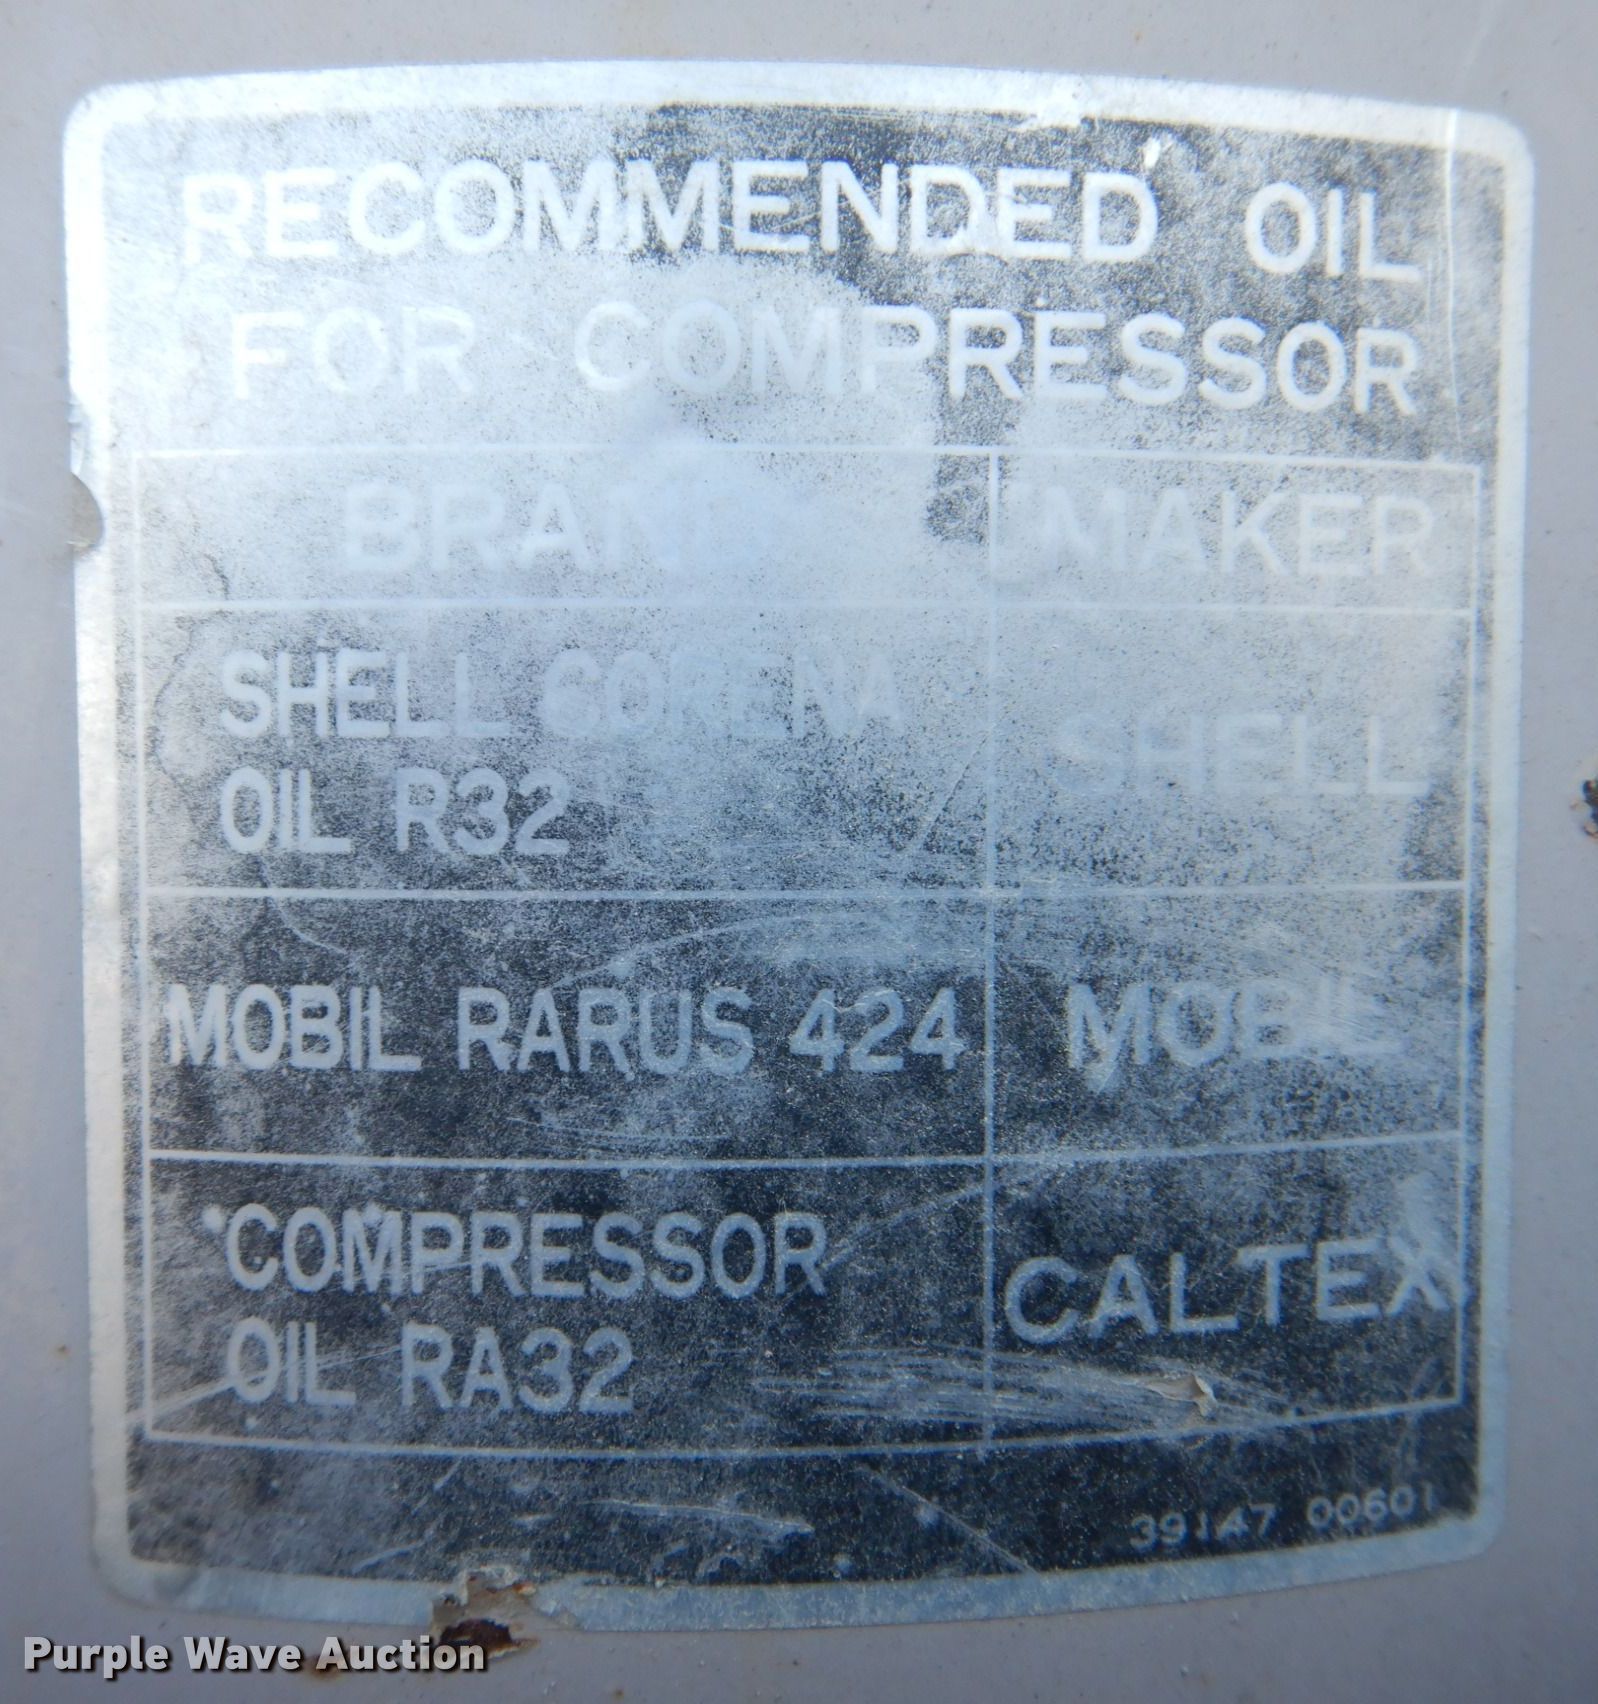 RECOMMENDED OIL
FOR COMPRESSOR
BRAND MAKER
SHELL CORENA
OIL R32
SHELL
MOBIL RARUS 424 MOBIL
COMPRESSOR
OIL RA32
CALTEX
39147 00601
Purple Wave Auction